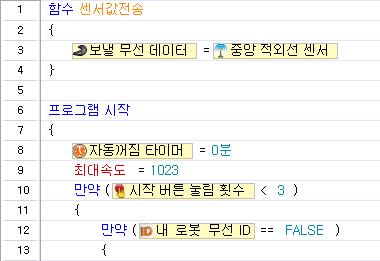 1 함수 센서값전송
2 {
3 보낼 무선 데이터 = 중앙 적외선 센서
4 }
5
6 프로그램 시작
7 {
8 자동꺼짐 타이머 = 0분
9 최대속도 = 1023
10 만약 ( 시작 버튼 눌림 횟수 < 3 )
11 {
12 만약 ( ID 내 로봇 무선 ID == FALSE )
13 {